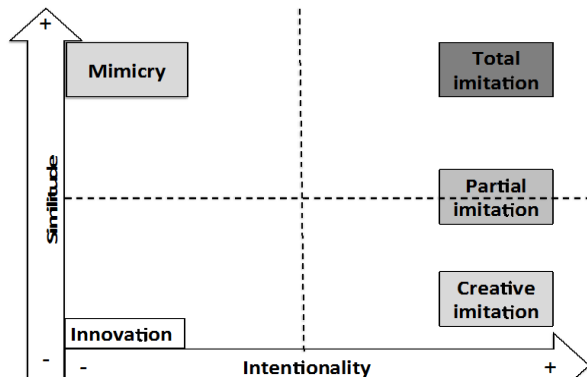 +
Mimicry
Total
imitation
Similitude
Partial
imitation
Creative
imitation
Innovation
-
-
Intentionality
+